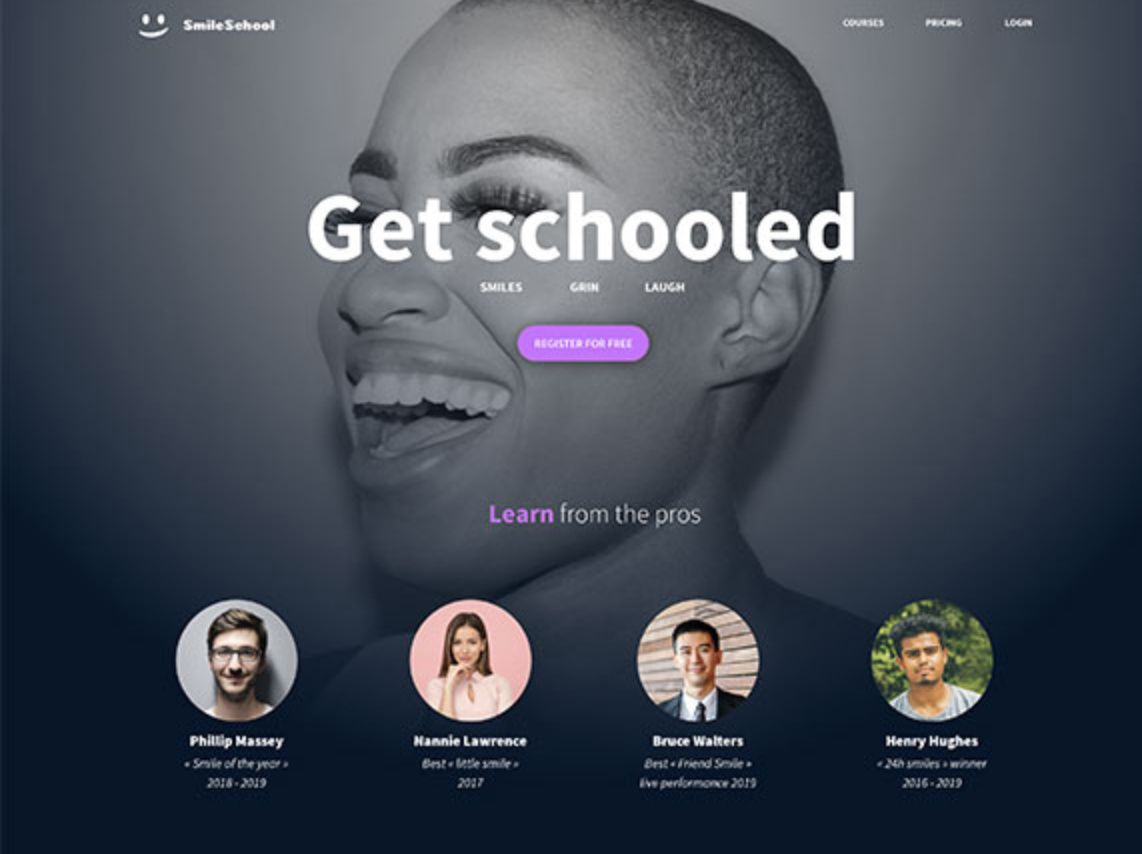 SmileSchool
COURSES PRICING LOGIN
Get schooled
SMILES GRIN LAUGH
REGISTER FOR FREE
Learn from the pros
Phillip Massey Nannie Lawrence Bruce Walters Henry Hughes
« Smile of the year » Best « little smile » Best « Friend Smile » « 24h smiles » winner
2018 - 2019 2017 live performance 2019 2016 - 2019